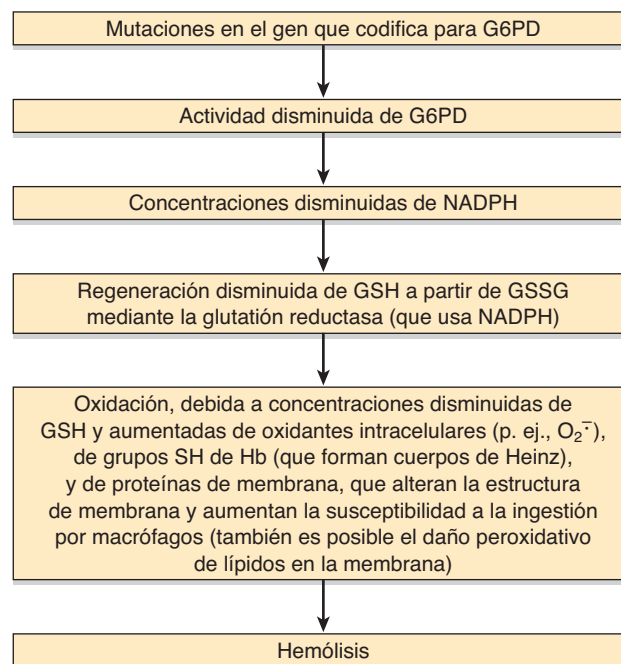 Mutaciones en el gen que codifica para G6PD
Actividad disminuida de G6PD
Concentraciones disminuidas de NADPH
Regeneración disminuida de GSH a partir de GSSG
mediante la glutatión reductasa (que usa NADPH)
Oxidación, debida a concentraciones disminuidas de
GSH y aumentadas de oxidantes intracelulares (p. ej., O₂⁻·),
de grupos SH de Hb (que forman cuerpos de Heinz),
y de proteínas de membrana, que alteran la estructura
de membrana y aumentan la susceptibilidad a la ingestión
por macrófagos (también es posible el daño peroxidativo
de lípidos en la membrana)
Hemólisis